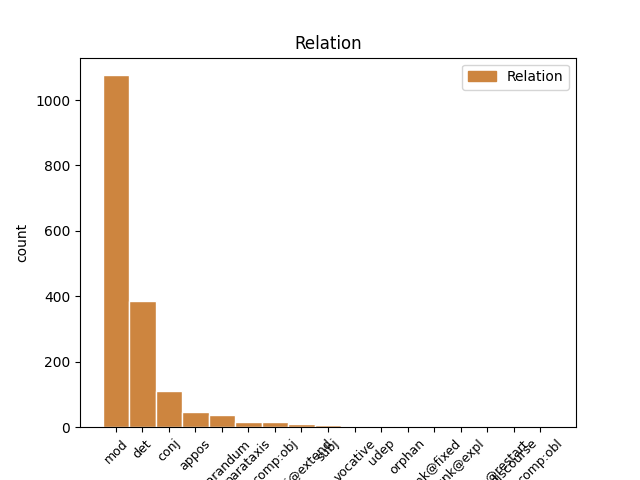 Relation
Relation
count
1000
800
600
400
200
0
mod
det
conj
appos
parataxis
comp:obj
subj
vocative
udep
orphan
discourse
comp:obl